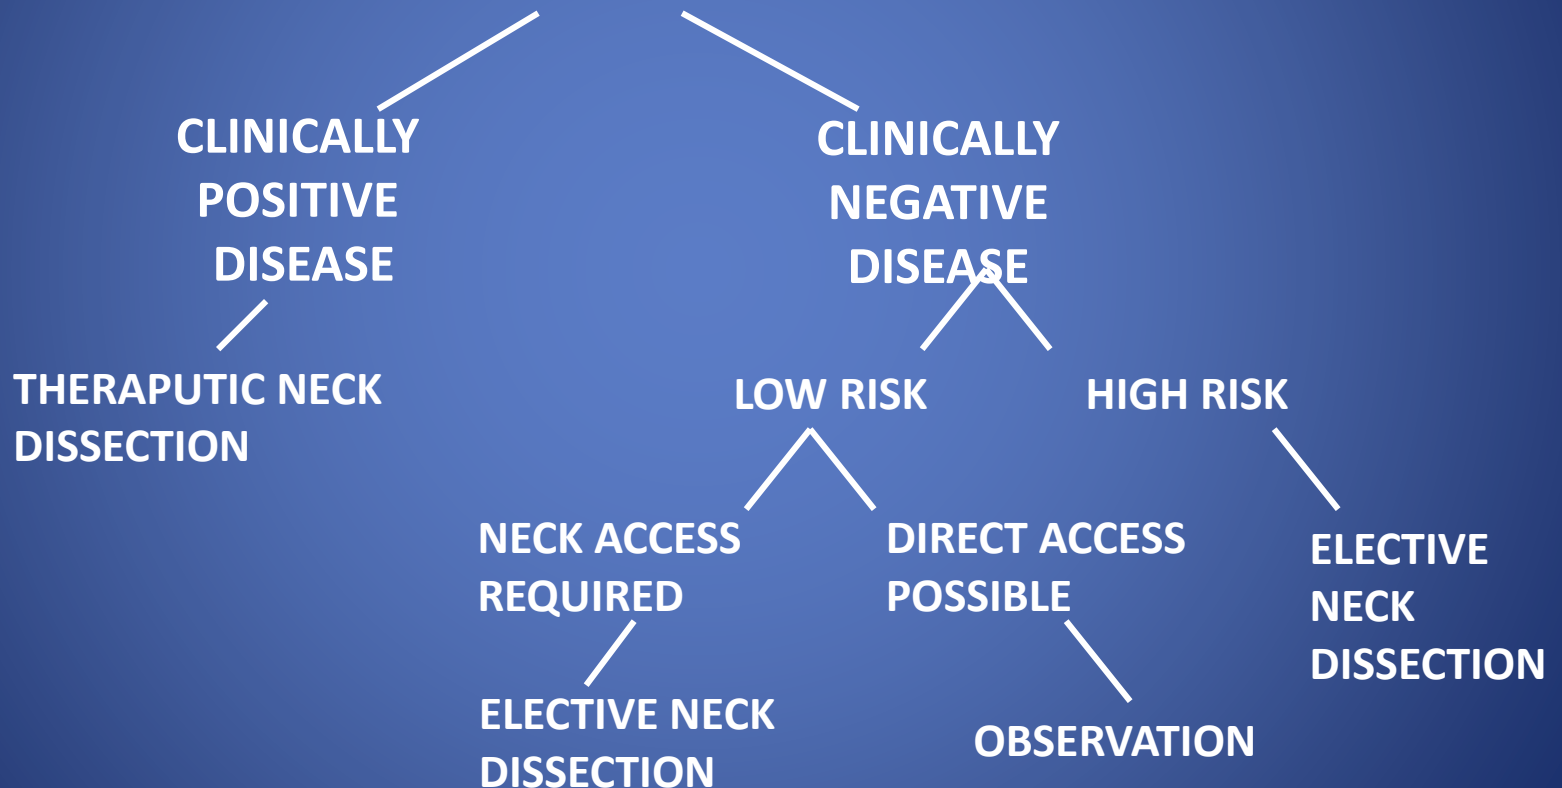 CLINICALLY
POSITIVE
DISEASE
CLINICALLY
NEGATIVE
DISEASE
THERAPUTIC NECK
DISSECTION
LOW RISK
HIGH RISK
NECK ACCESS
REQUIRED
DIRECT ACCESS
POSSIBLE
ELECTIVE
NECK
DISSECTION
ELECTIVE NECK
DISSECTION
OBSERVATION